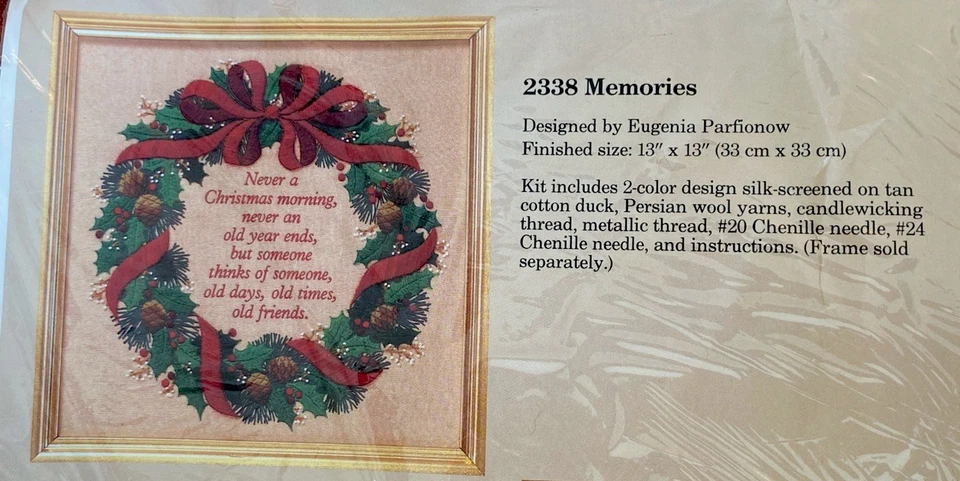 Never a
Christmas morning,
never an
old year ends,
but someone
thinks of someone,
old days, old times,
old friends.
2338 Memories
Designed by Eugenia Parfionow
Finished size: 13″ x 13″ (33 cm x 33 cm)
Kit includes 2-color design silk-screened on tan
cotton duck, Persian wool yarns, candlewicking
thread, metallic thread, #20 Chenille needle, #24
Chenille needle, and instructions. (Frame sold
separately.)